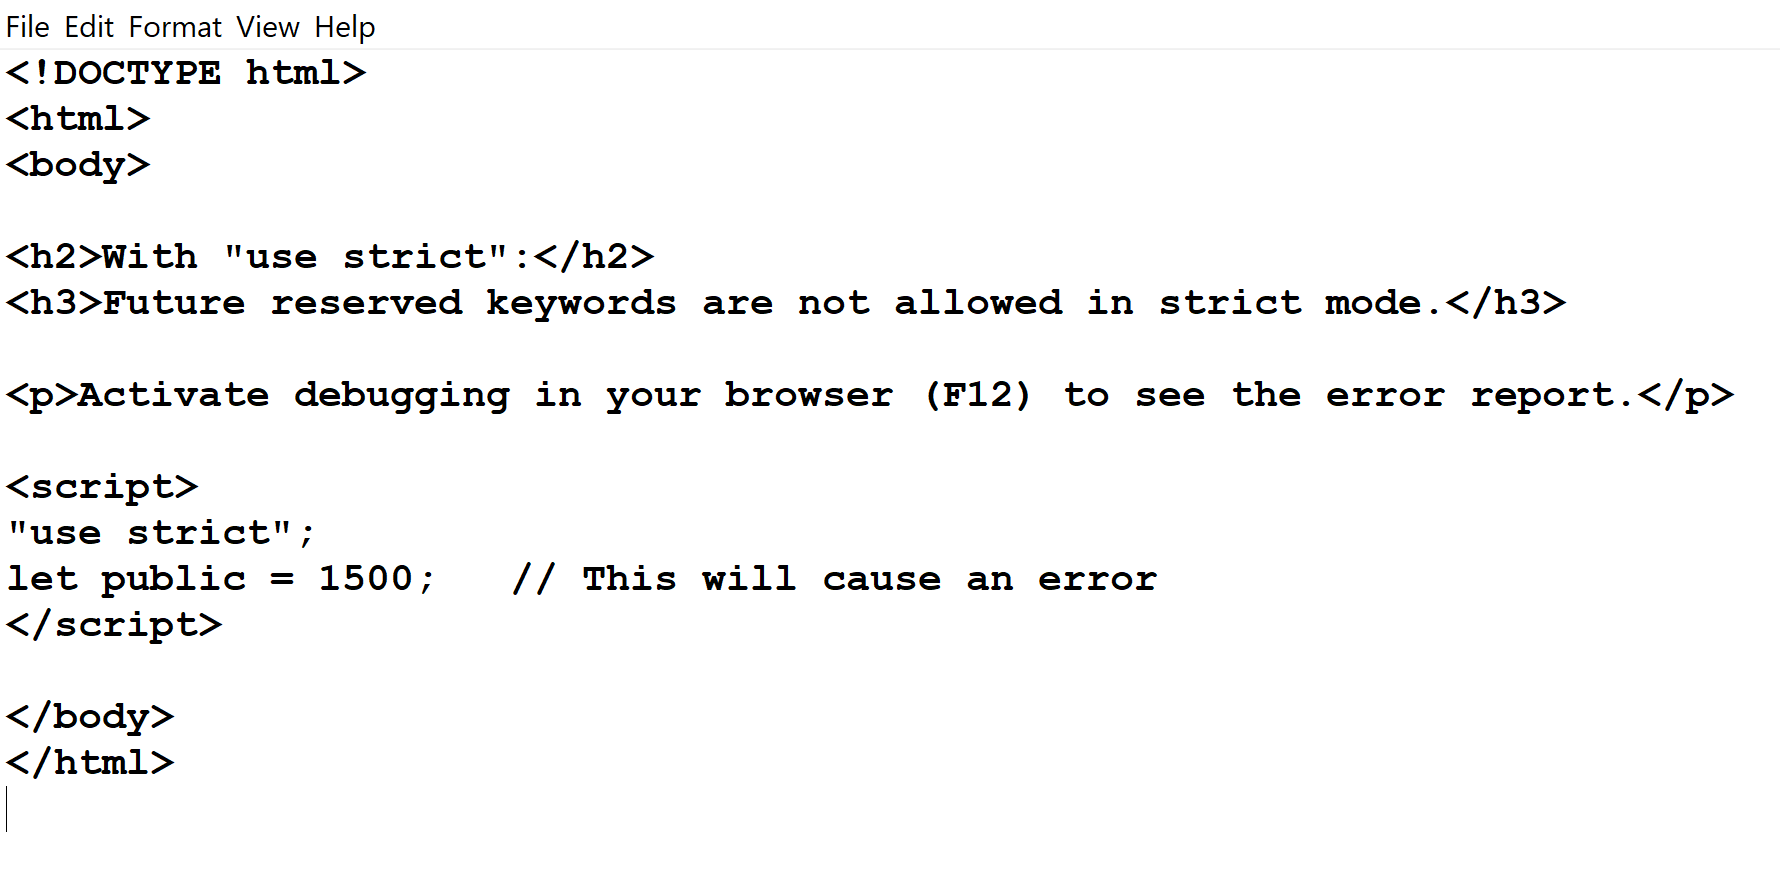 File Edit Format View Help
<!DOCTYPE html>
<html>
<body>
<h2>With "use strict":</h2>
<h3>Future reserved keywords are not allowed in strict mode.</h3>
<p>Activate debugging in your browser (F12) to see the error report.</p>
<script>
"use strict";
let public = 1500;   // This will cause an error
</script>
</body>
</html>